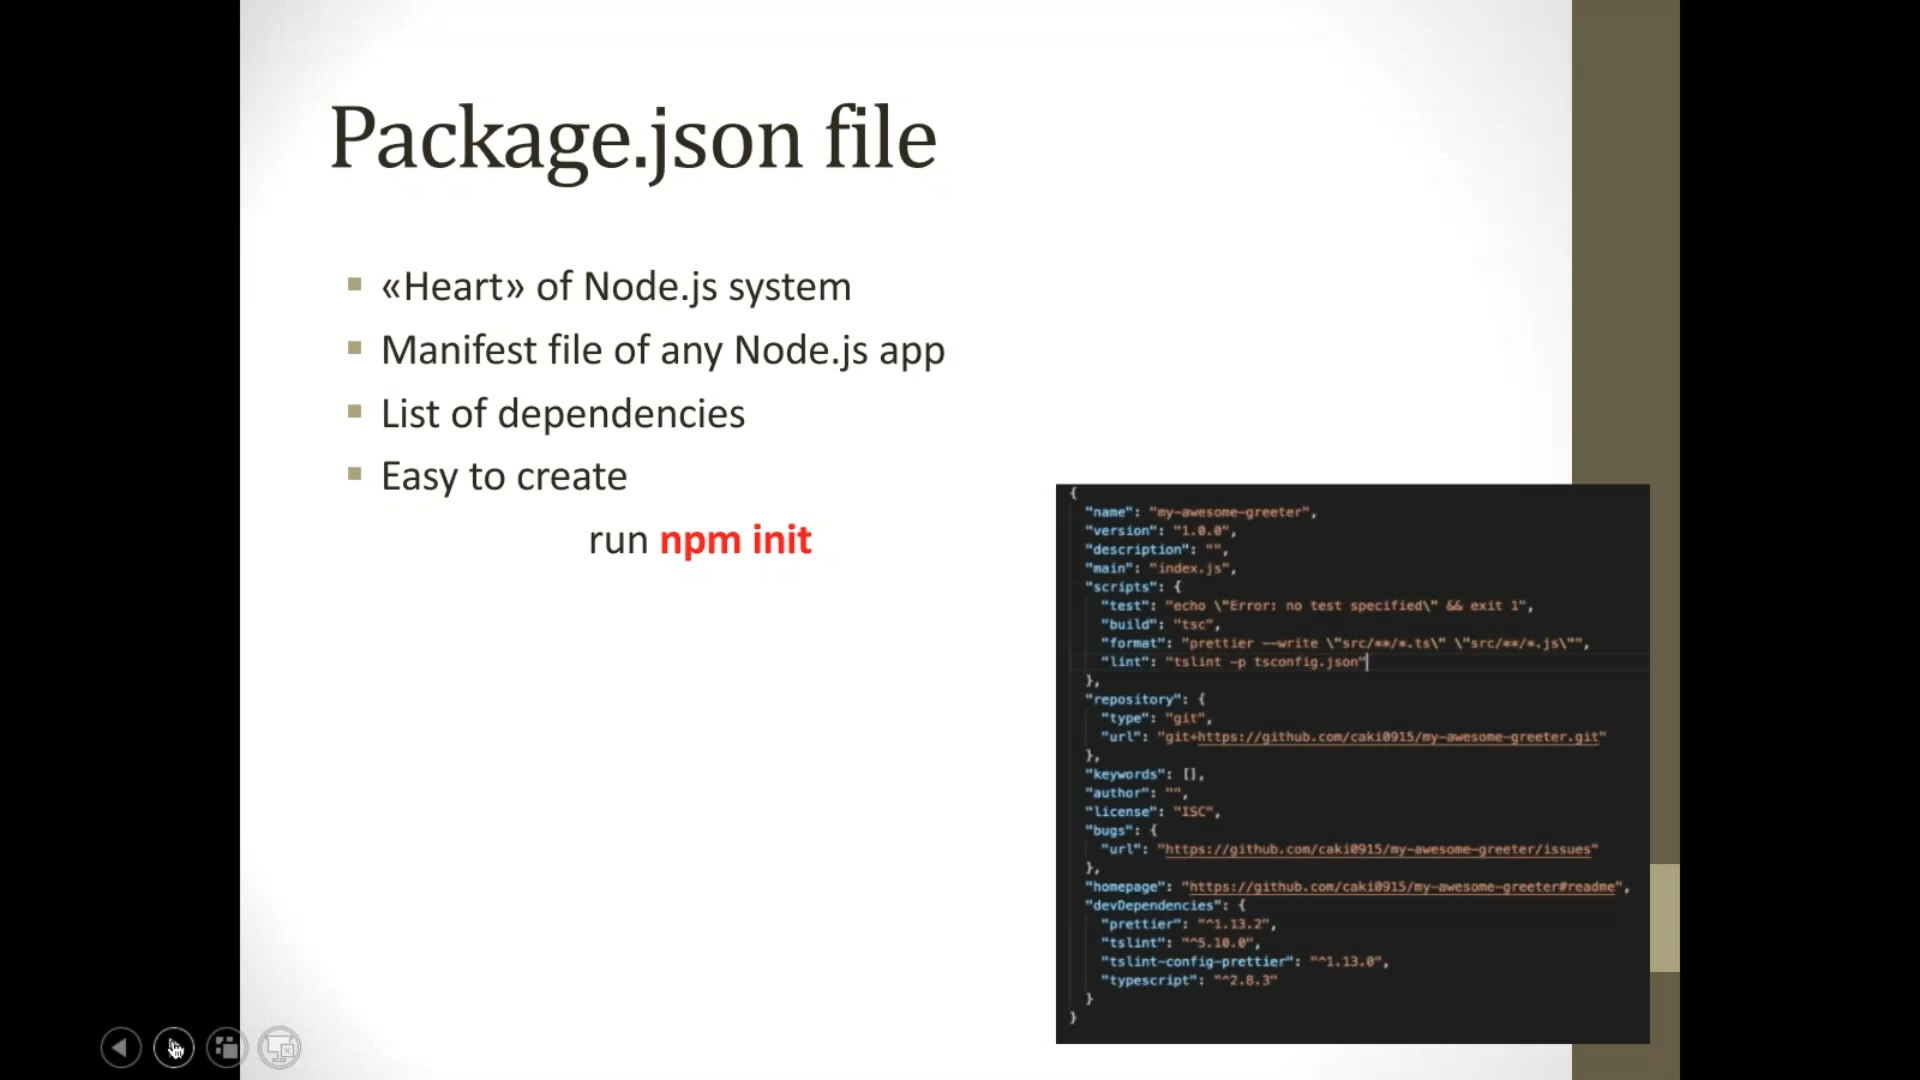 Package.json file
«Heart» of Node.js system
Manifest file of any Node.js app
List of dependencies
Easy to create
run npm init
{
"name": "my-awesome-greeter",
"version": "1.0.0",
"description": "",
"main": "index.js",
"scripts": {
"test": "echo \"Error: no test specified\" && exit 1",
"build": "tsc",
"format": "prettier --write \"src/**/*.ts\" \"src/**/*.js\"",
"lint": "tslint -p tsconfig.json"
},
"repository": {
"type": "git",
"url": "git+https://github.com/caki0915/my-awesome-greeter.git"
},
"keywords": [],
"author": "",
"license": "ISC",
"bugs": {
"url": "https://github.com/caki0915/my-awesome-greeter/issues"
},
"homepage": "https://github.com/caki0915/my-awesome-greeter#readme",
"devDependencies": {
"prettier": "^1.13.2",
"tslint": "^5.10.0",
"tslint-config-prettier": "^1.13.0",
"typescript": "^2.8.3"
}
}